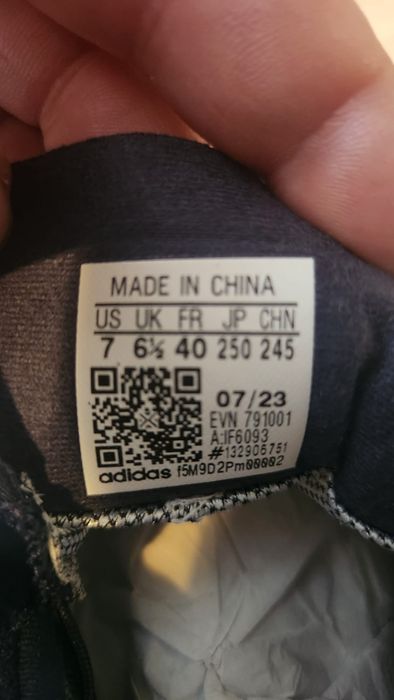 MADE IN CHINA
US UK FR JP CHN
7 6½ 40 250 245
07/23
EVN 791001
A:IF6093
#132906751
adidas f5M9D2Pm00002